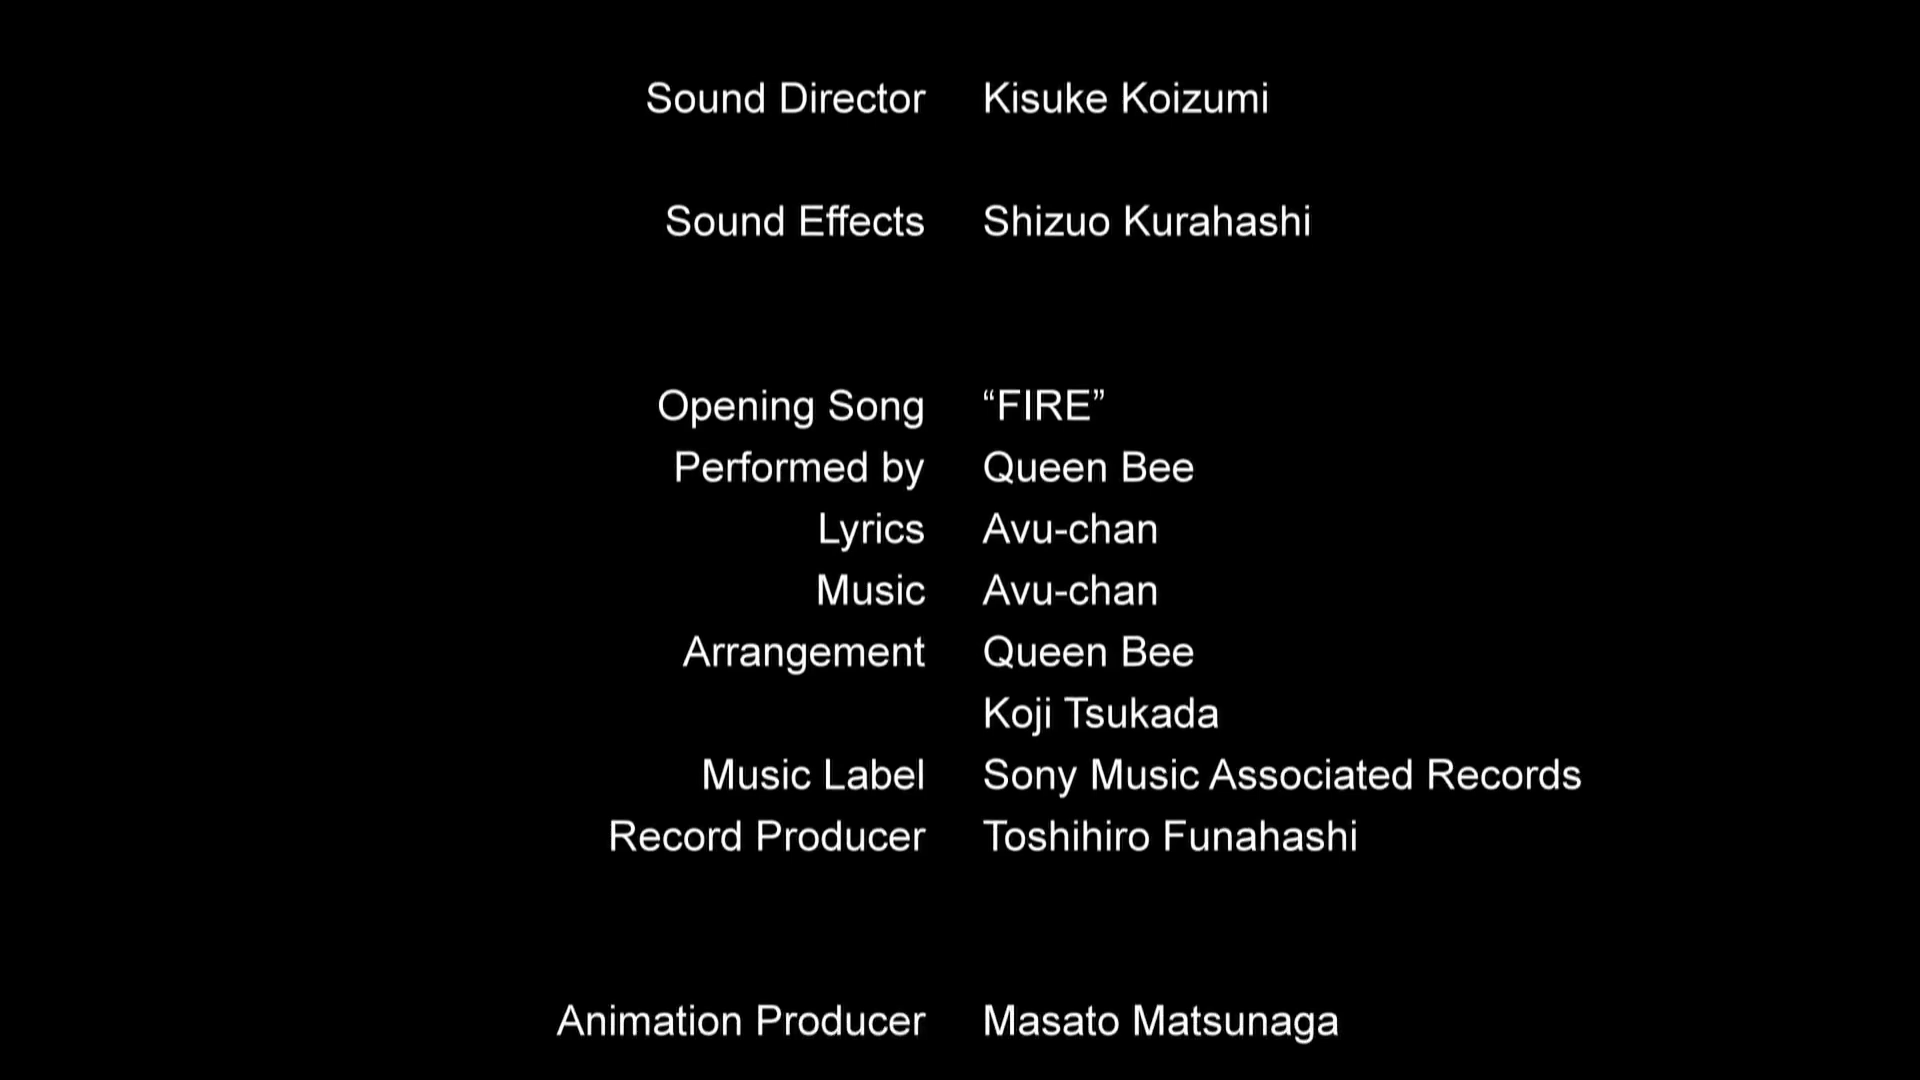 Sound Director Kisuke Koizumi
Sound Effects Shizuo Kurahashi
Opening Song “FIRE”
Performed by Queen Bee
Lyrics Avu-chan
Music Avu-chan
Arrangement Queen Bee
Koji Tsukada
Music Label Sony Music Associated Records
Record Producer Toshihiro Funahashi
Animation Producer Masato Matsunaga